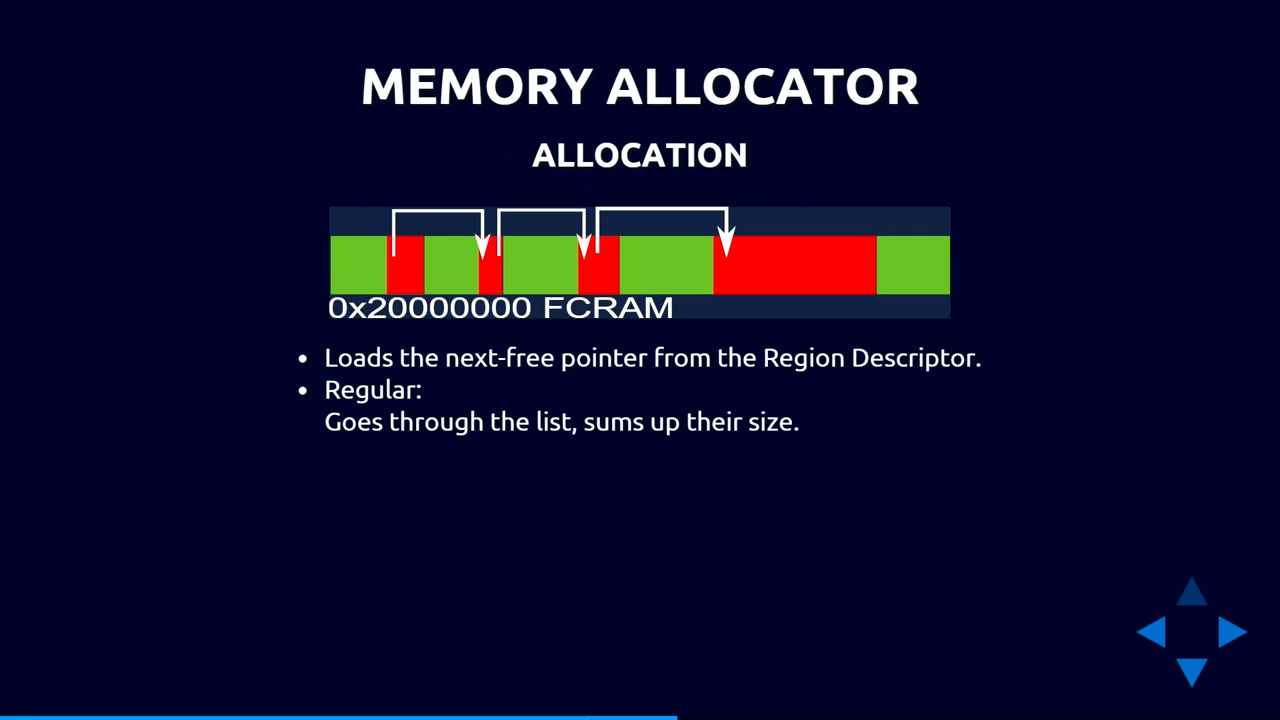 MEMORY ALLOCATOR
ALLOCATION
0x20000000 FCRAM
• Loads the next-free pointer from the Region Descriptor.
• Regular:
Goes through the list, sums up their size.